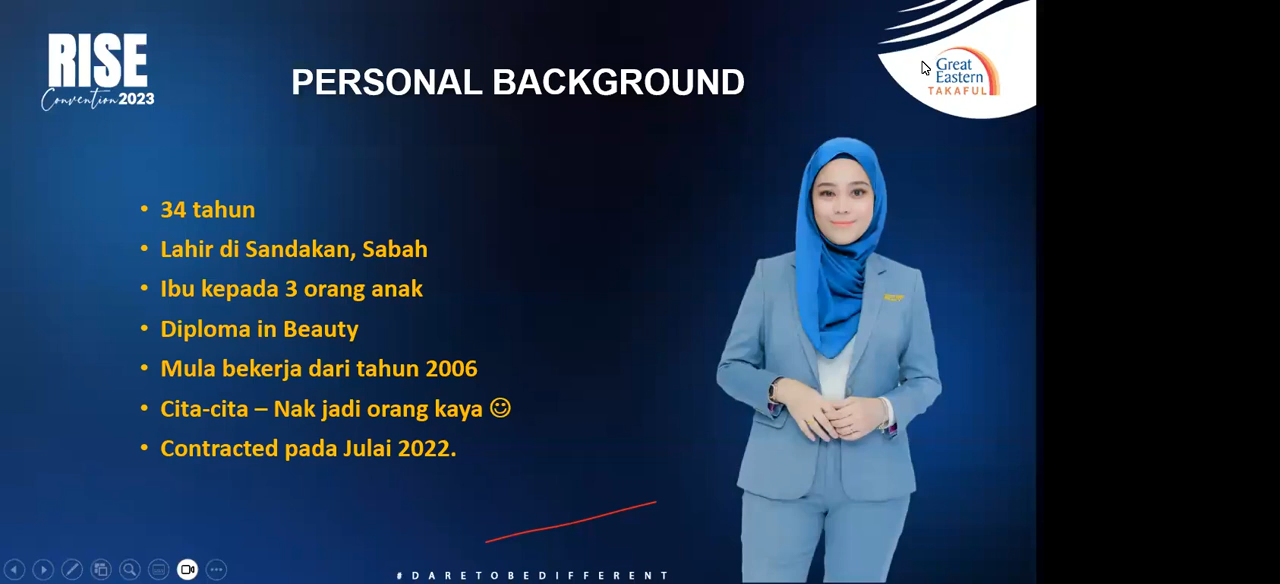 RISE
Convention 2023
PERSONAL BACKGROUND
Great
Eastern
TAKAFUL
• 34 tahun
• Lahir di Sandakan, Sabah
• Ibu kepada 3 orang anak
• Diploma in Beauty
• Mula bekerja dari tahun 2006
• Cita-cita – Nak jadi orang kaya ☺
• Contracted pada Julai 2022.
#DARETOBEDIFFERENT